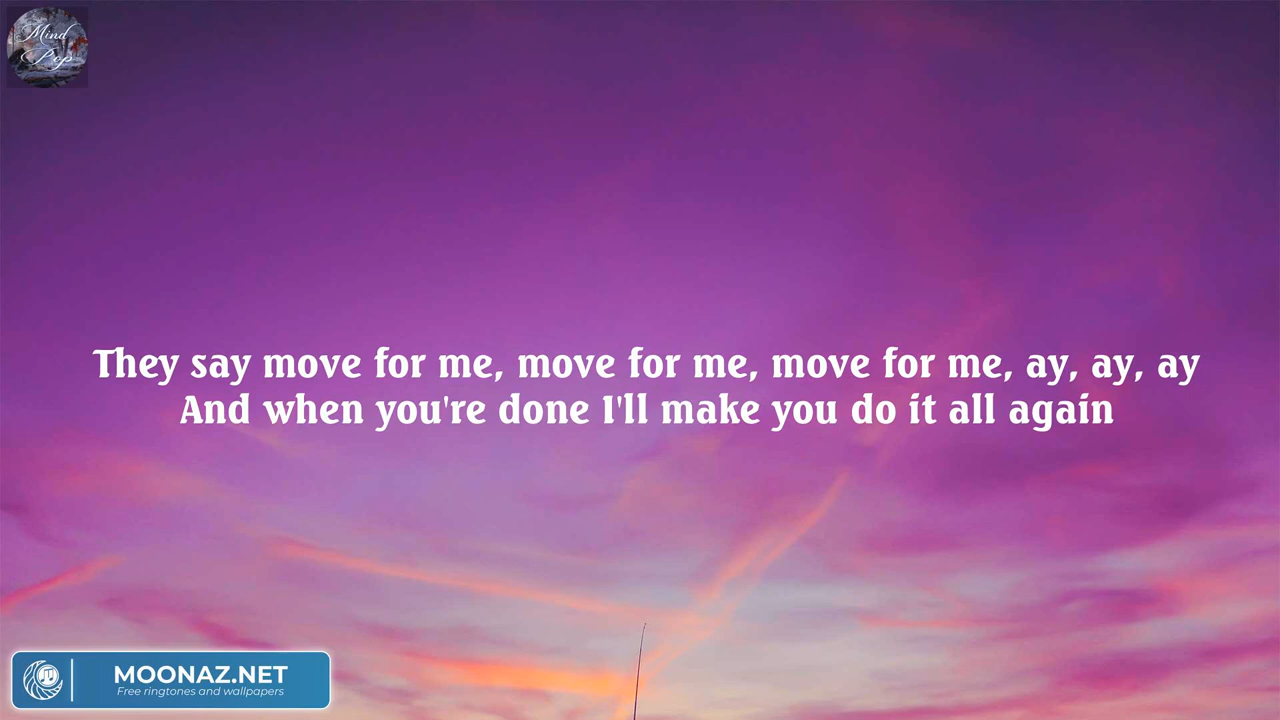 Mind
Pop
They say move for me, move for me, move for me, ay, ay, ay
And when you're done I'll make you do it all again
MOONAZ.NET
Free ringtones and wallpapers